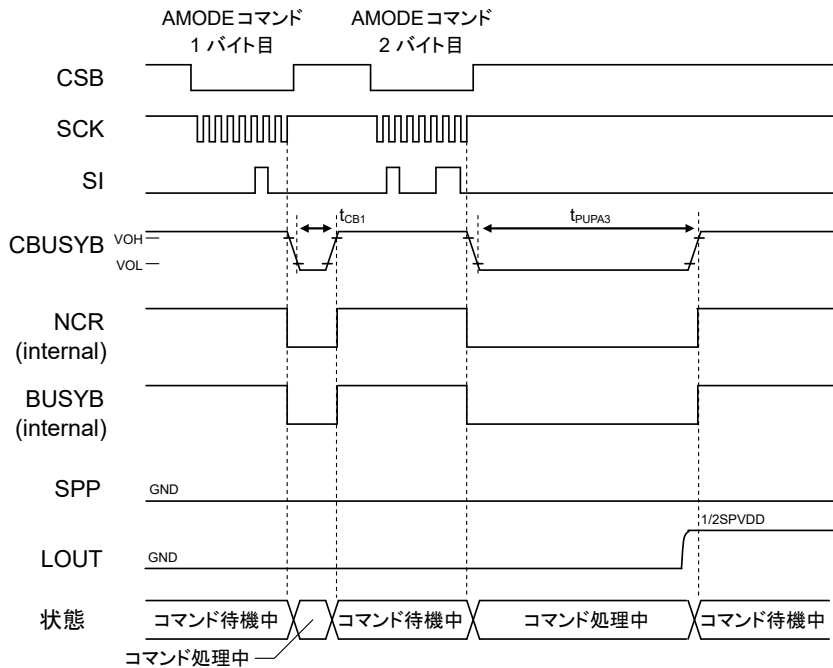 AMODEコマンド AMODEコマンド
1 バイト目 2 バイト目
CSB
SCK
SI
tCB1 tPUPA3
CBUSYB VOH
VOL
NCR
(internal)
BUSYB
(internal)
SPP GND
1/2SPVDD
LOUT GND
状態 コマンド待機中 コマンド待機中 コマンド処理中 コマンド待機中
コマンド処理中